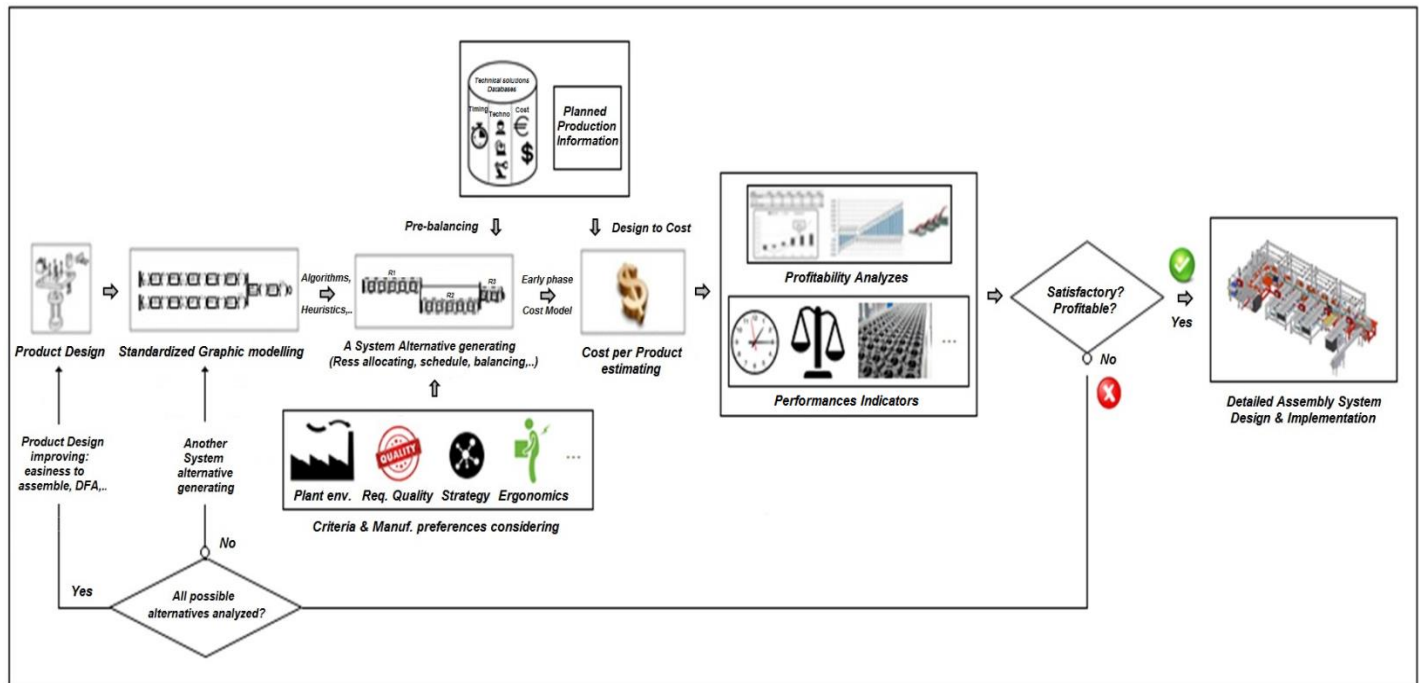 Technical solutions
Databases
Timing
Techno
Cost
Planned
Production
Information
Pre-balancing
Design to Cost
Product Design
Standardized Graphic modelling
Algorithms,
Heuristics,..
R1
R2
R3
A System Alternative generating
(Ress allocating, schedule, balancing,..)
Early phase
Cost Model
$
Cost per Product
estimating
Profitability Analyzes
...
Performances Indicators
Satisfactory?
Profitable?
Yes
No
Detailed Assembly System
Design & Implementation
QUALITY
...
Plant env.
Req. Quality
Strategy
Ergonomics
Criteria & Manuf. preferences considering
Product Design
improving:
easiness to
assemble, DFA,..
Another
System
alternative
generating
No
Yes
All possible
alternatives analyzed?